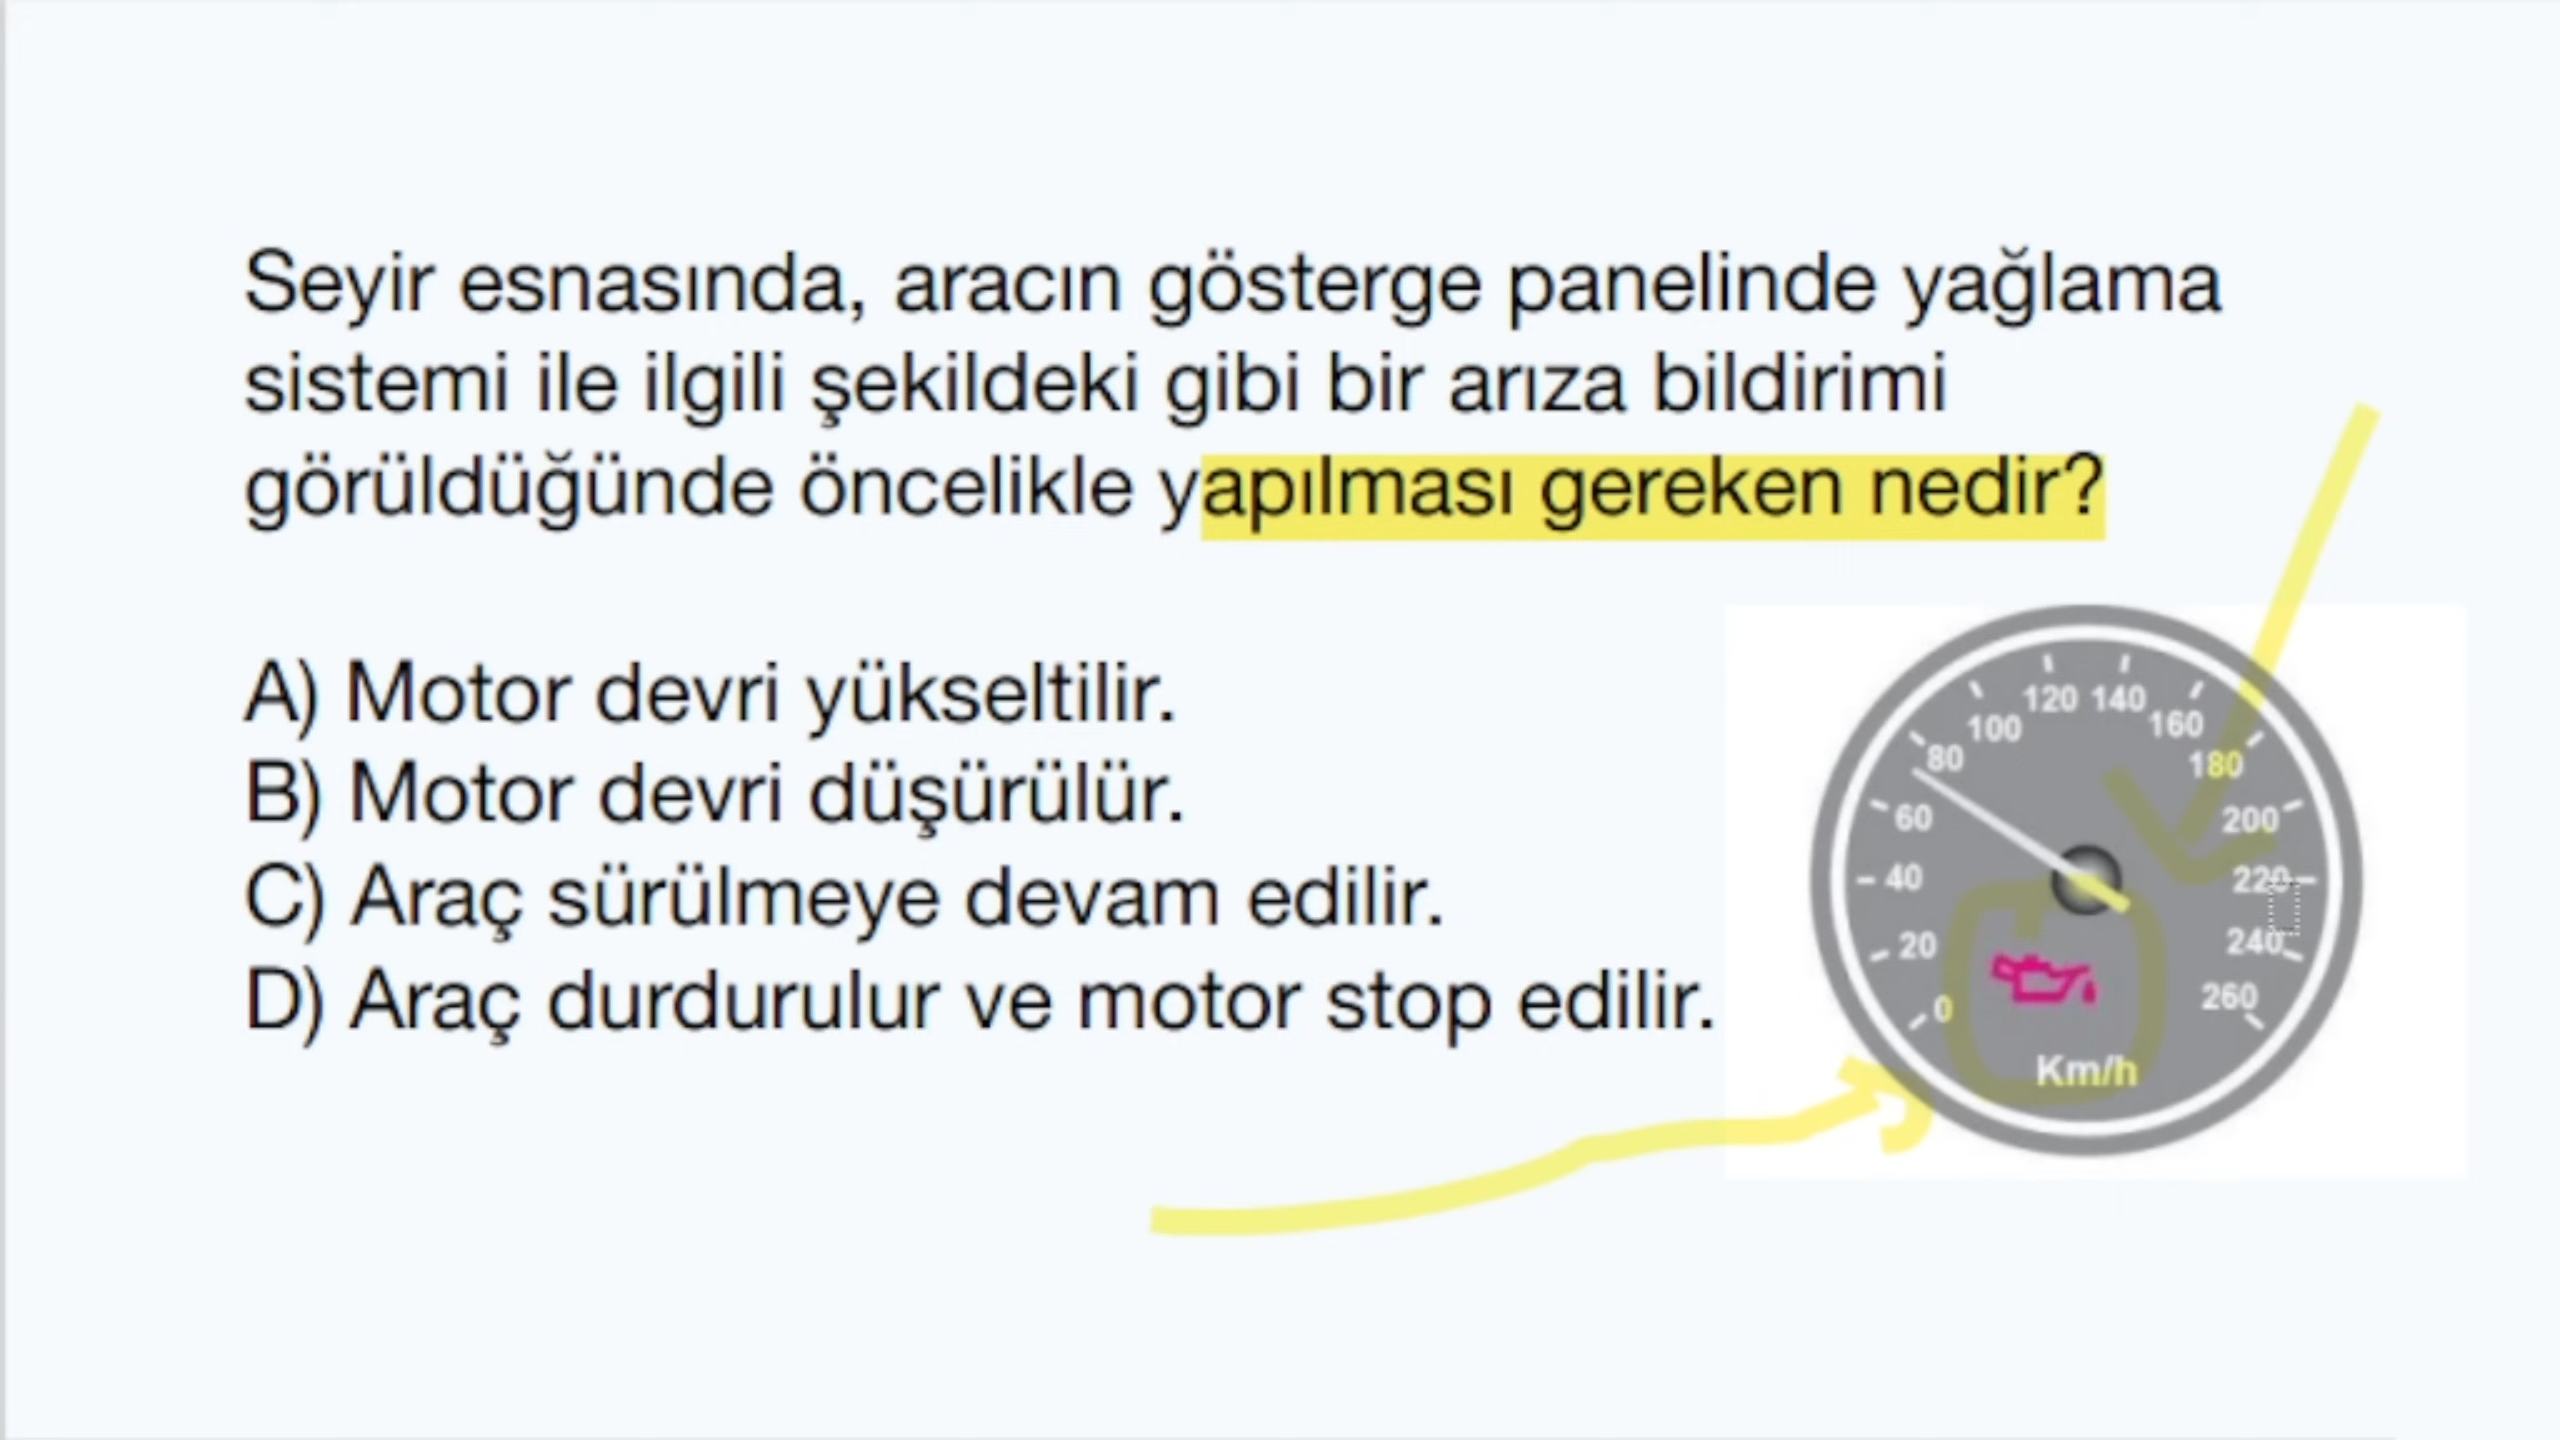 Seyir esnasında, aracın gösterge panelinde yağlama
sistemi ile ilgili şekildeki gibi bir arıza bildirimi
görüldüğünde öncelikle yapılması gereken nedir?
A) Motor devri yükseltilir.
B) Motor devri düşürülür.
C) Araç sürülmeye devam edilir.
D) Araç durdurulur ve motor stop edilir.
0
20
40
60
80
100
120
140
160
180
200
220
240
260
Km/h